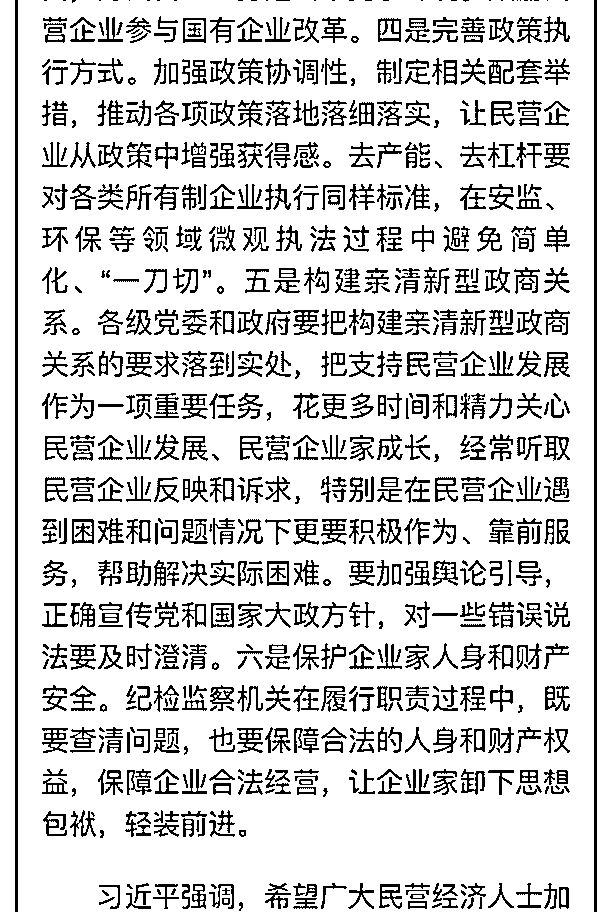 营企业参与国有企业改革。四是完善政策执
行方式。加强政策协调性，制定相关配套举
措，推动各项政策落地落细落实，让民营企
业从政策中增强获得感。去产能、去杠杆要
对各类所有制企业执行同样标准，在安监、
环保等领域微观执法过程中避免简单
化、“一刀切”。五是构建亲清新型政商关
系。各级党委和政府要把构建亲清新型政商
关系的要求落到实处，把支持民营企业发展
作为一项重要任务，花更多时间和精力关心
民营企业发展、民营企业家成长，经常听取
民营企业反映和诉求，特别是在民营企业遇
到困难和问题情况下更要积极作为、靠前服
务，帮助解决实际困难。要加强舆论引导，
正确宣传党和国家大政方针，对一些错误说
法要及时澄清。六是保护企业家人身和财产
安全。纪检监察机关在履行职责过程中，既
要查清问题，也要保障合法的人身和财产权
益，保障企业合法经营，让企业家卸下思想
包袱，轻装前进。
习近平强调，希望广大民营经济人士加